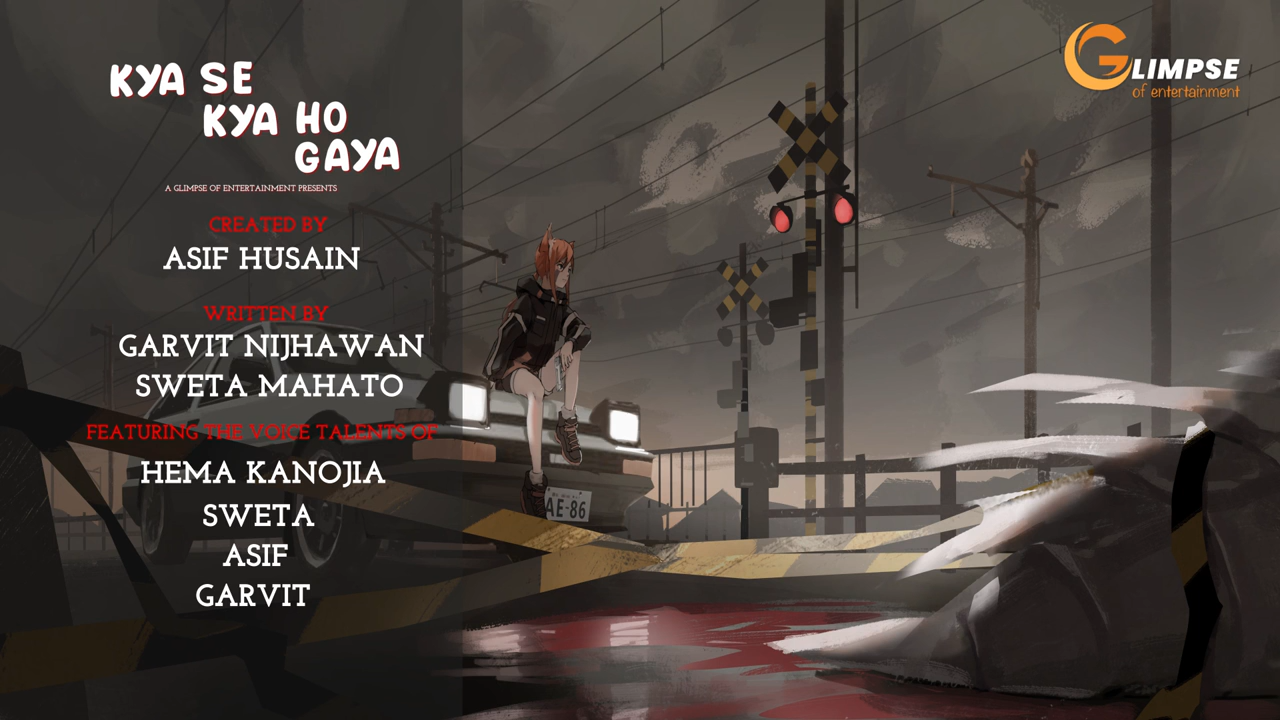 KYA SE
KYA HO
GAYA
A GLIMPSE OF ENTERTAINMENT PRESENTS
CREATED BY
ASIF HUSAIN
WRITTEN BY
GARVIT NIJHAWAN
SWETA MAHATO
FEATURING THE VOICE TALENTS OF
HEMA KANOJIA
SWETA
ASIF
GARVIT
GLIMPSE
of entertainment
AE-86